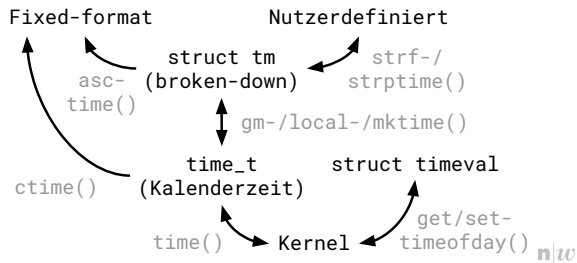 Fixed-format
Nutzerdefiniert
struct tm
(broken-down)
strf-/
strptime()
asc-
time()
gm-/local-/mktime()
time_t
(Kalenderzeit)
struct timeval
ctime()
get/set-
timeofday()
time()
Kernel
n|w